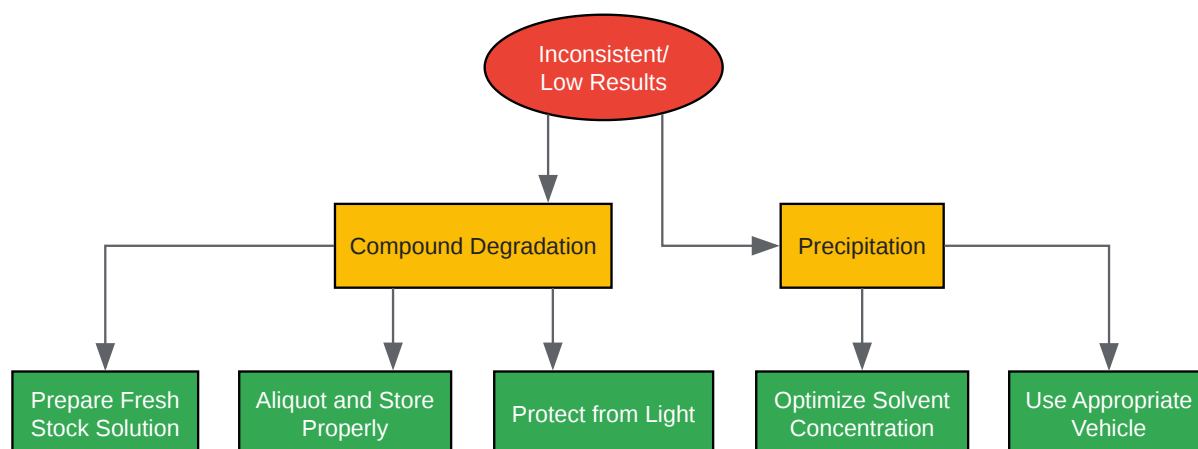 Inconsistent/
Low Results
Compound Degradation
Precipitation
Prepare Fresh
Stock Solution
Aliquot and Store
Properly
Protect from Light
Optimize Solvent
Concentration
Use Appropriate
Vehicle